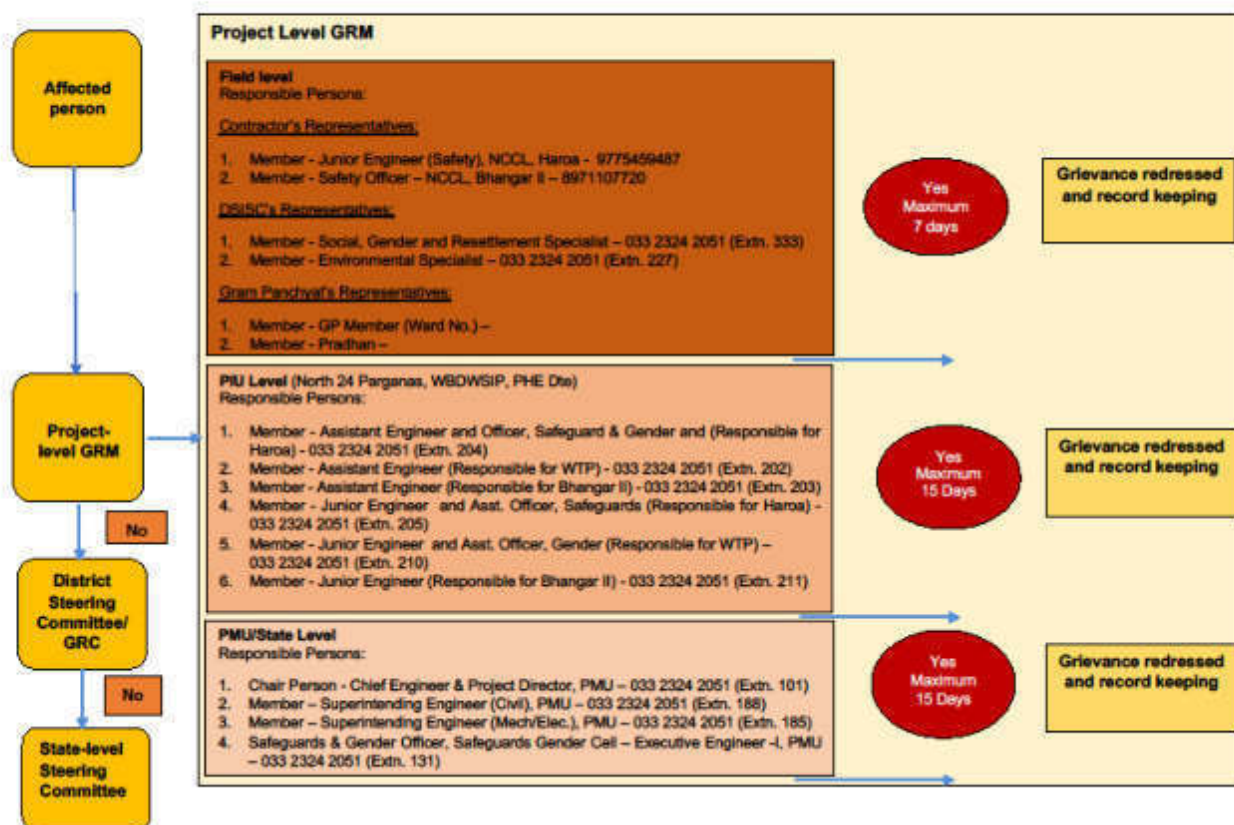 Affected
person
Project-
level GRM
No
District
Steering
Committee/
GRC
No
State-level
Steering
Committee
Project Level GRM
Field level
Responsible Persons:
Contractor's Representatives:
1. Member - Junior Engineer (Safety), NCCL, Haroa - 9775459487
2. Member - Safety Officer – NCCL, Bhangar II – 8971107720
DSISC's Representatives:
1. Member - Social, Gender and Resettlement Specialist – 033 2324 2051 (Extn. 333)
2. Member - Environmental Specialist – 033 2324 2051 (Extn. 227)
Gram Panchyat's Representatives:
1. Member - GP Member (Ward No.) –
2. Member - Pradhan –
Yes
Maximum
7 days
Grievance redressed
and record keeping
PIU Level (North 24 Parganas, WBDWSIP, PHE Dte)
Responsible Persons:
1. Member - Assistant Engineer and Officer, Safeguard & Gender and (Responsible for
Haroa) - 033 2324 2051 (Extn. 204)
2. Member - Assistant Engineer (Responsible for WTP) - 033 2324 2051 (Extn. 202)
3. Member - Assistant Engineer (Responsible for Bhangar II) - 033 2324 2051 (Extn. 203)
4. Member - Junior Engineer and Asst. Officer, Safeguards (Responsible for Haroa) -
033 2324 2051 (Extn. 205)
5. Member - Junior Engineer and Asst. Officer, Gender (Responsible for WTP) –
033 2324 2051 (Extn. 210)
6. Member - Junior Engineer (Responsible for Bhangar II) - 033 2324 2051 (Extn. 211)
Yes
Maximum
15 Days
Grievance redressed
and record keeping
PMU/State Level
Responsible Persons:
1. Chair Person - Chief Engineer & Project Director, PMU – 033 2324 2051 (Extn. 101)
2. Member – Superintending Engineer (Civil), PMU – 033 2324 2051 (Extn. 188)
3. Member – Superintending Engineer (Mech/Elec.), PMU – 033 2324 2051 (Extn. 185)
4. Safeguards & Gender Officer, Safeguards Gender Cell – Executive Engineer -I, PMU
– 033 2324 2051 (Extn. 131)
Yes
Maximum
15 Days
Grievance redressed
and record keeping